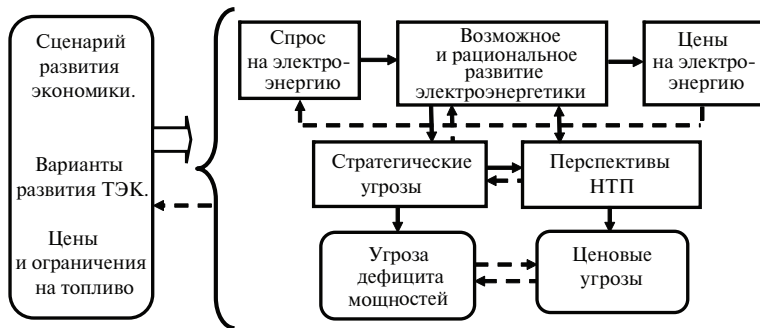 Сценарий
развития
экономики.
Варианты
развития ТЭК.
Цены
и ограничения
на топливо
Спрос
на электро-
энергию
Возможное
и рациональное
развитие
электроэнергетики
Цены
на электро-
энергию
Стратегические
угрозы
Перспективы
НТП
Угроза
дефицита
мощностей
Ценовые
угрозы